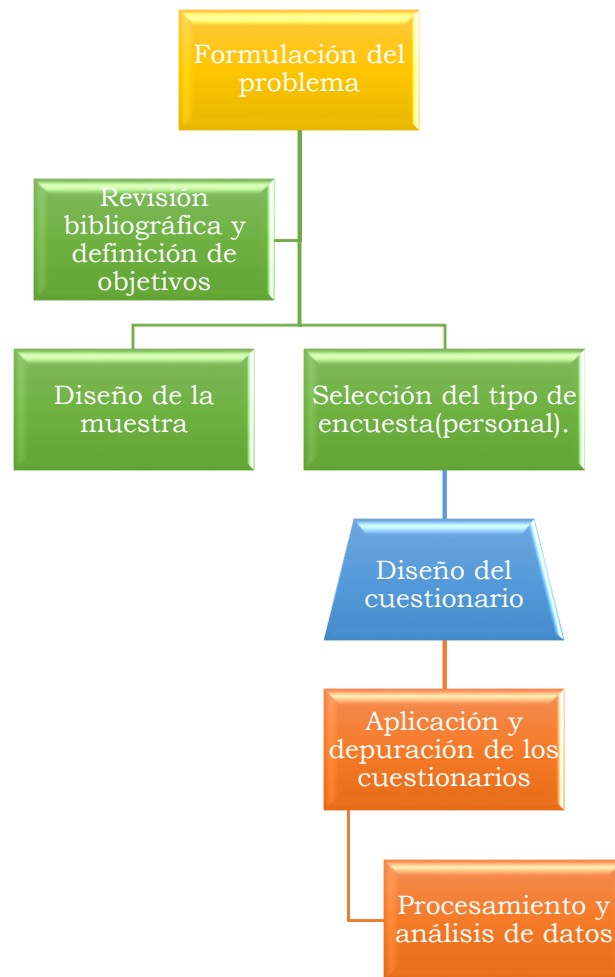 Formulación del
problema
Revisión
bibliográfica y
definición de
objetivos
Diseño de la
muestra
Selección del tipo de
encuesta(personal).
Diseño del
cuestionario
Aplicación y
depuración de los
cuestionarios
Procesamiento y
análisis de datos